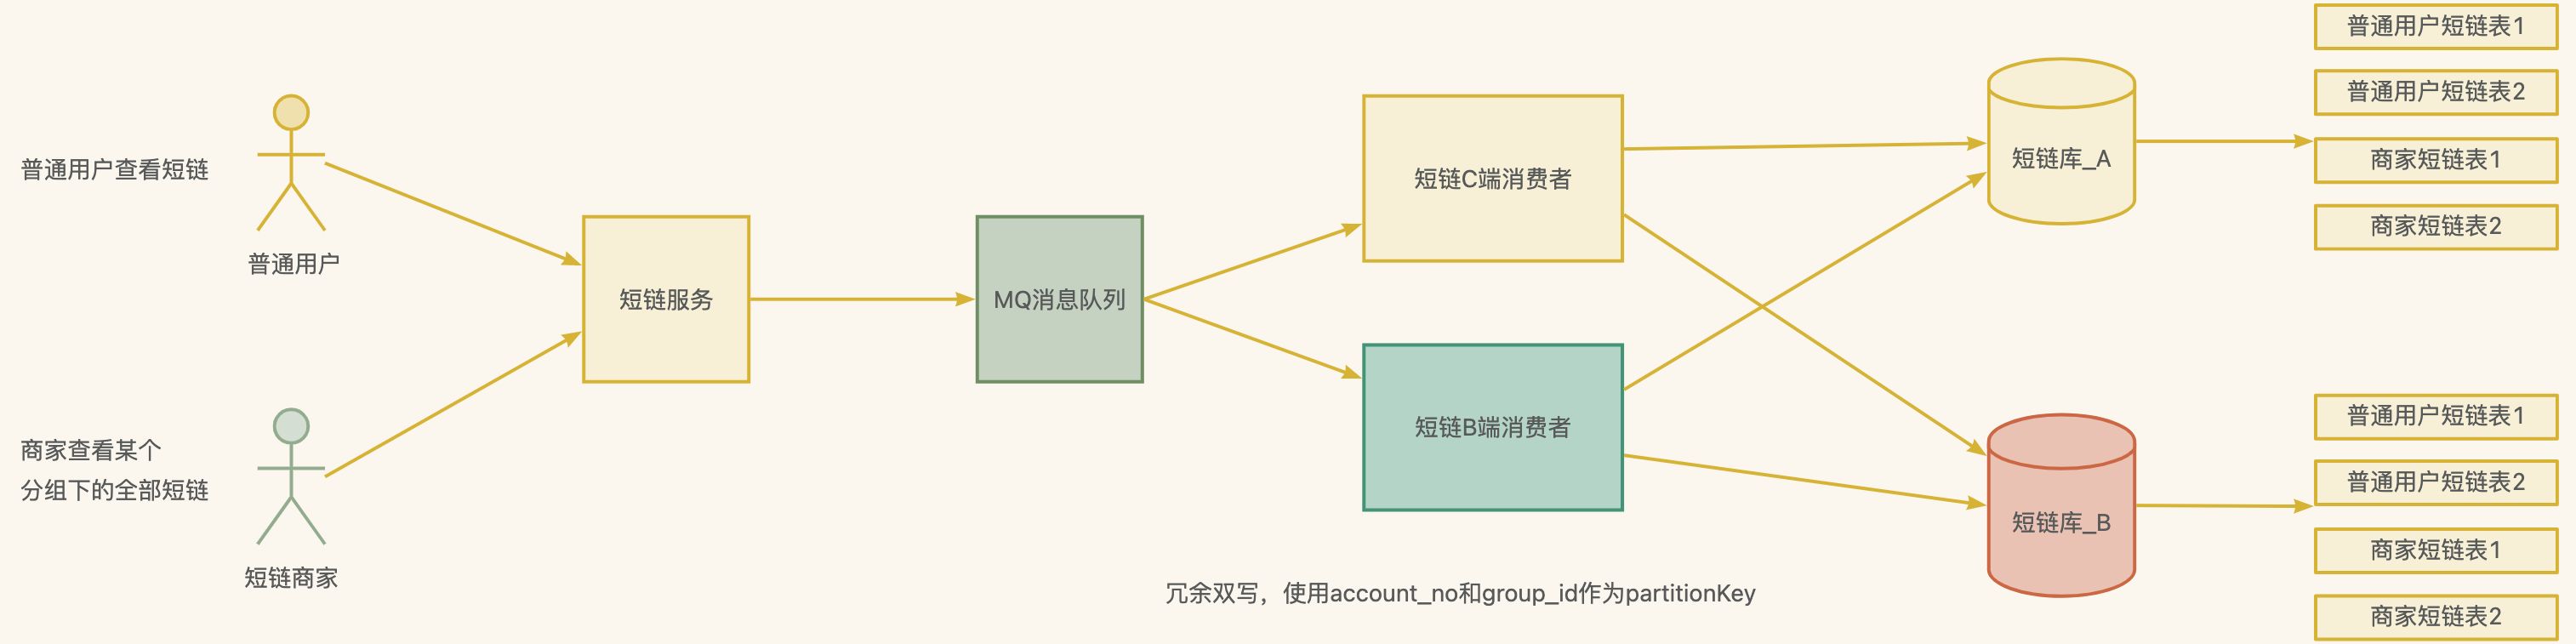 普通用户查看短链
普通用户
商家查看某个
分组下的全部短链
短链商家
短链服务
MQ消息队列
短链C端消费者
短链B端消费者
冗余双写，使用account_no和group_id作为partitionKey
短链库_A
短链库_B
普通用户短链表1
普通用户短链表2
商家短链表1
商家短链表2
普通用户短链表1
普通用户短链表2
商家短链表1
商家短链表2